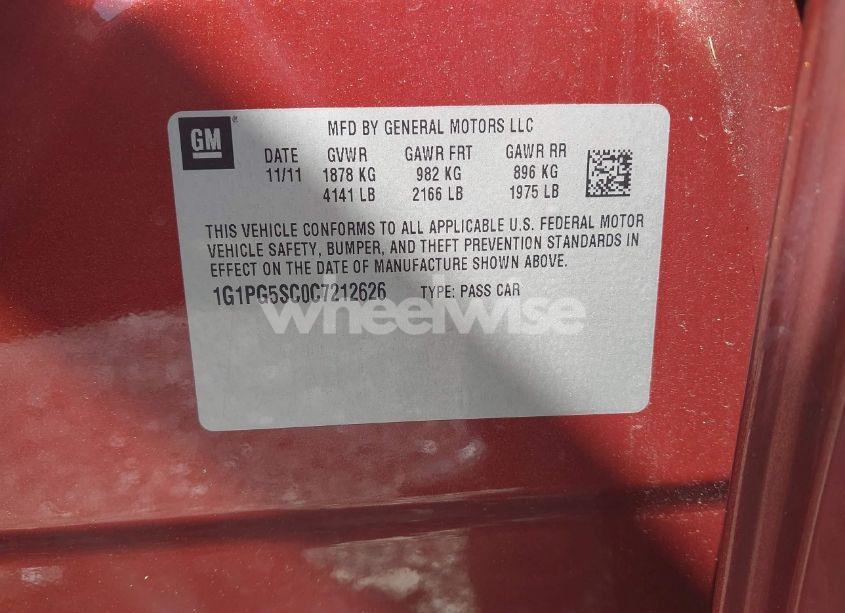 GM ®
MFD BY GENERAL MOTORS LLC
DATE GVWR GAWR FRT GAWR RR
11/11 1878 KG 982 KG 896 KG
4141 LB 2166 LB 1975 LB
THIS VEHICLE CONFORMS TO ALL APPLICABLE U.S. FEDERAL MOTOR
VEHICLE SAFETY, BUMPER, AND THEFT PREVENTION STANDARDS IN
EFFECT ON THE DATE OF MANUFACTURE SHOWN ABOVE.
1G1PG5SC0C7212626 TYPE: PASS CAR
wheelwise